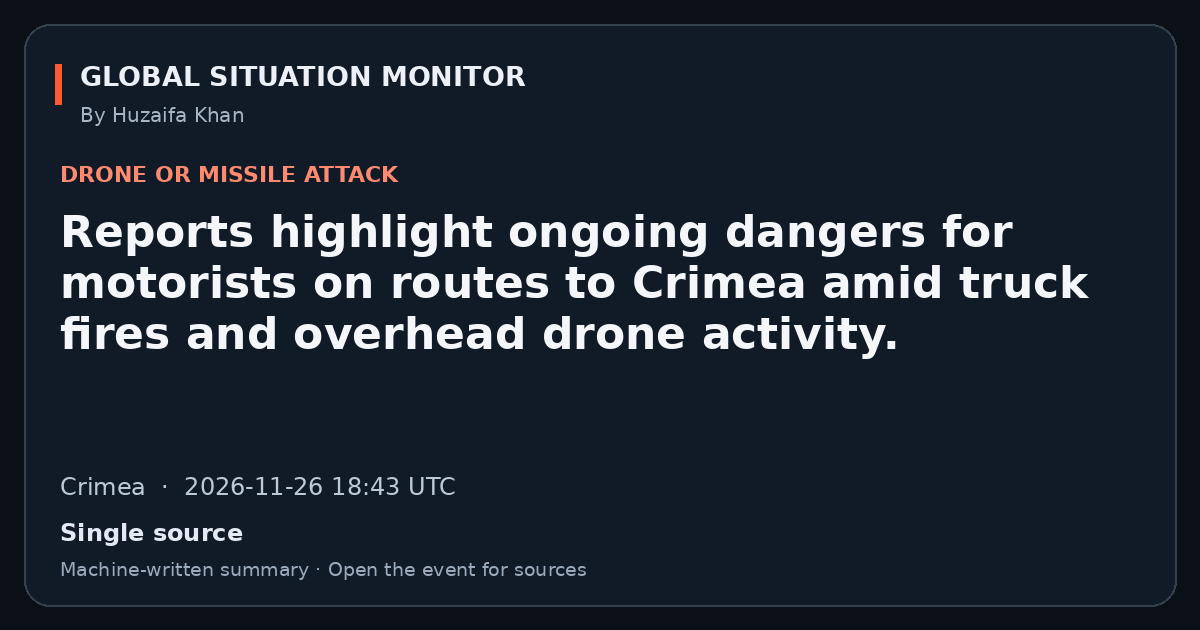 GLOBAL SITUATION MONITOR
By Huzaifa Khan
DRONE OR MISSILE ATTACK
Reports highlight ongoing dangers for
motorists on routes to Crimea amid truck
fires and overhead drone activity.
Crimea · 2026-11-26 18:43 UTC
Single source
Machine-written summary · Open the event for sources